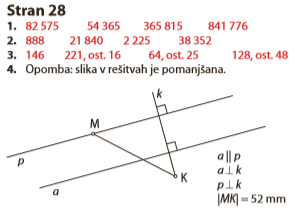 Stran 28
1. 82 575 54 365 365 815 841 776
2. 888 21 840 2 225 38 352
3. 146 221, ost. 16 64, ost. 25 128, ost. 48
4. Opomba: slika v rešitvah je pomanjšana.
k
M
p
K
a
a || p
a ⊥ k
p ⊥ k
|MK| = 52 mm